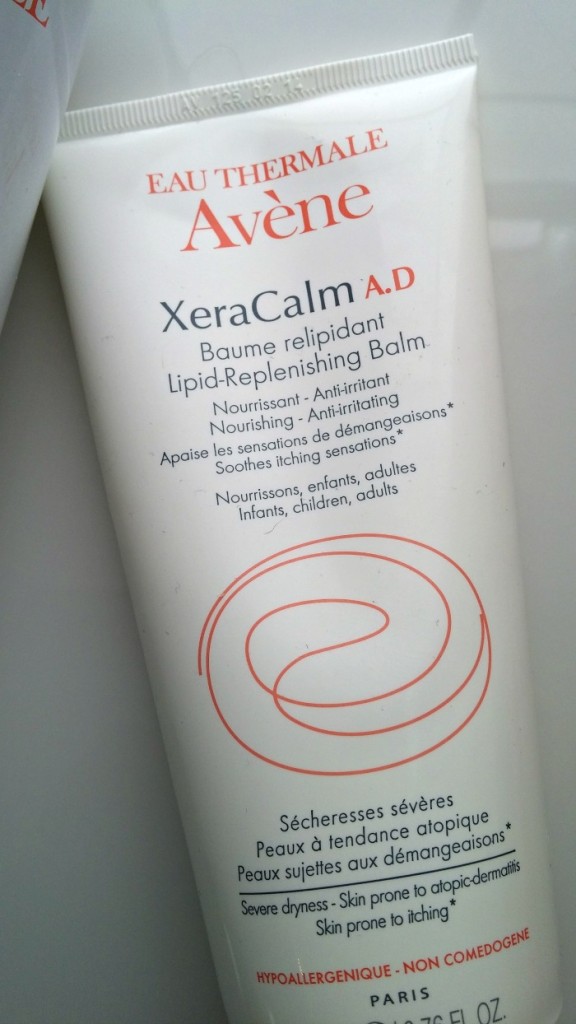 EAU THERMALE
Avène
XeraCalm A.D
Baume relipidant
Lipid-Replenishing Balm
Nourrissant - Anti-irritant
Nourishing - Anti-irritating
Apaise les sensations de démangeaisons*
Soothes itching sensations*
Nourrissons, enfants, adultes
Infants, children, adults
Sécheresses sévères
Peaux à tendance atopique
Peaux sujettes aux démangeaisons*
Severe dryness - Skin prone to atopic-dermatitis
Skin prone to itching*
HYPOALLERGENIQUE - NON COMEDOGENE
PARIS
FL.OZ.